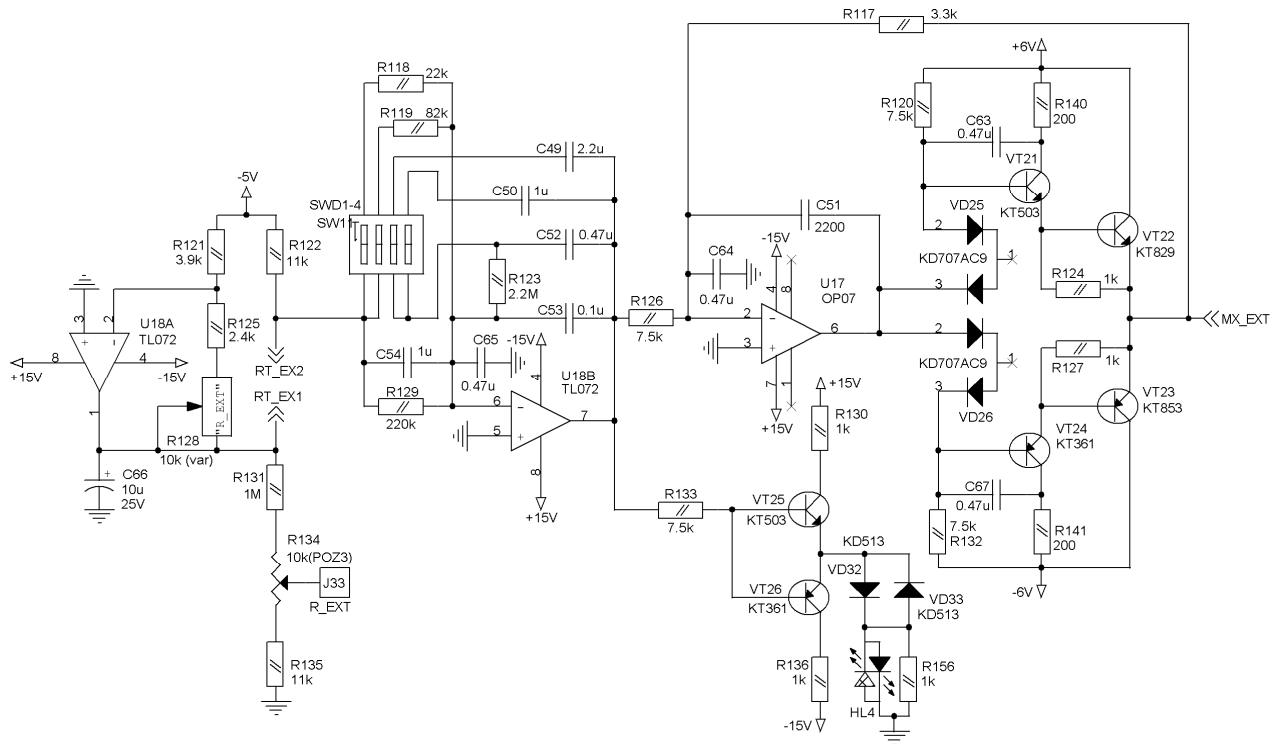 R117
3.3k
+6V
R118
22k
R119
82k
R120
7.5k
R140
200
C63
0.47u
C49
2.2u
VT21
KT503
-5V
C50
1u
SWD1-4
SW11
C51
2200
VD25
2
R121
3.9k
R122
11k
C52
0.47u
-15V
C64
0.47u
KD707AC9
1
VT22
KT829
R123
2.2M
U17
OP07
3
R124
1k
3
2
U18A
TL072
R125
2.4k
C53
0.1u
R126
7.5k
4
8
2
6
2
MX_EXT
+
-
-
+
3
8
4
+15V
-15V
RT_EX2
C54
1u
C65
0.47u
-15V
U18B
TL072
4
7
1
+15V
KD707AC9
1
R127
1k
1
"R_EXT"
RT_EX1
R129
220k
6
5
-
+
7
8
+15V
+15V
R130
1k
3
VD26
VT23
KT853
VT24
KT361
R128
10k (var)
C66
10u
25V
+
R131
1M
R133
7.5k
VT25
KT503
C67
0.47u
7.5k
R132
R141
200
R134
10k(POZ3)
J33
R_EXT
KD513
VD32
VT26
KT361
VD33
KD513
-6V
R135
11k
R136
1k
R156
1k
HL4
-15V